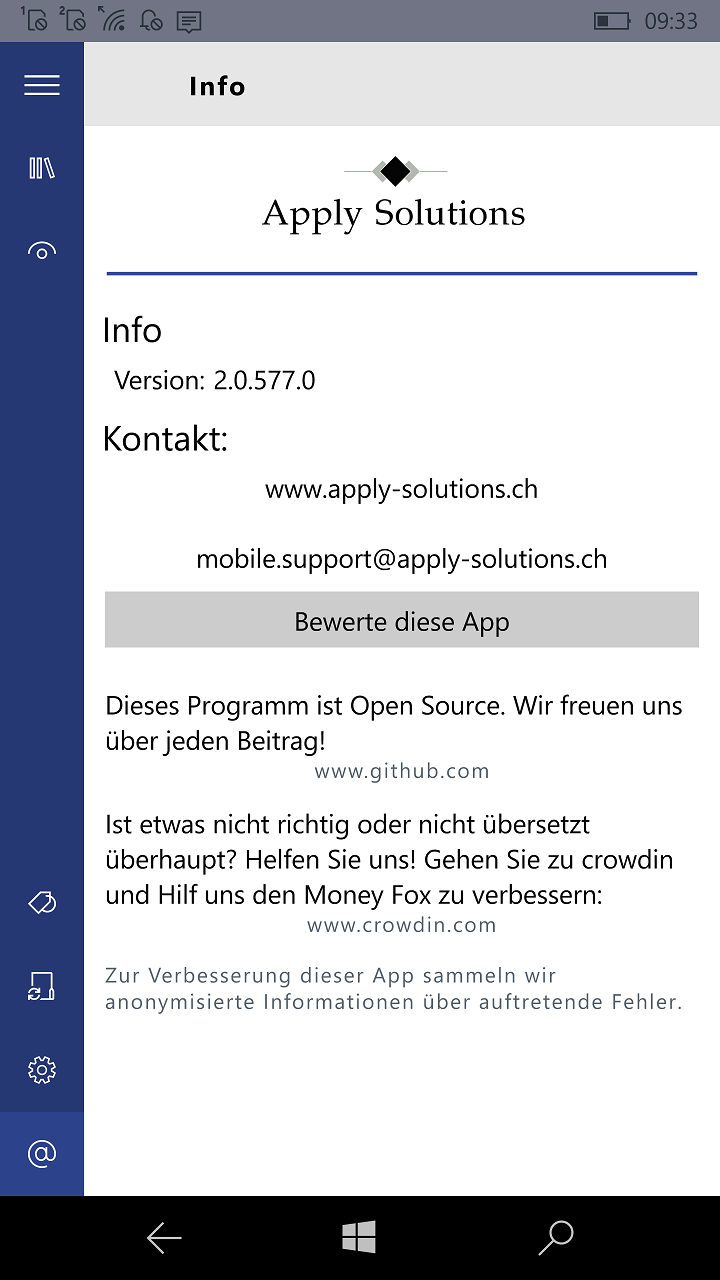 1 2 09:33
Info
Apply Solutions
Info
Version: 2.0.577.0
Kontakt:
www.apply-solutions.ch
mobile.support@apply-solutions.ch
Bewerte diese App
Dieses Programm ist Open Source. Wir freuen uns
über jeden Beitrag!
www.github.com
Ist etwas nicht richtig oder nicht übersetzt
überhaupt? Helfen Sie uns! Gehen Sie zu crowdin
und Hilf uns den Money Fox zu verbessern:
www.crowdin.com
Zur Verbesserung dieser App sammeln wir
anonymisierte Informationen über auftretende Fehler.
@